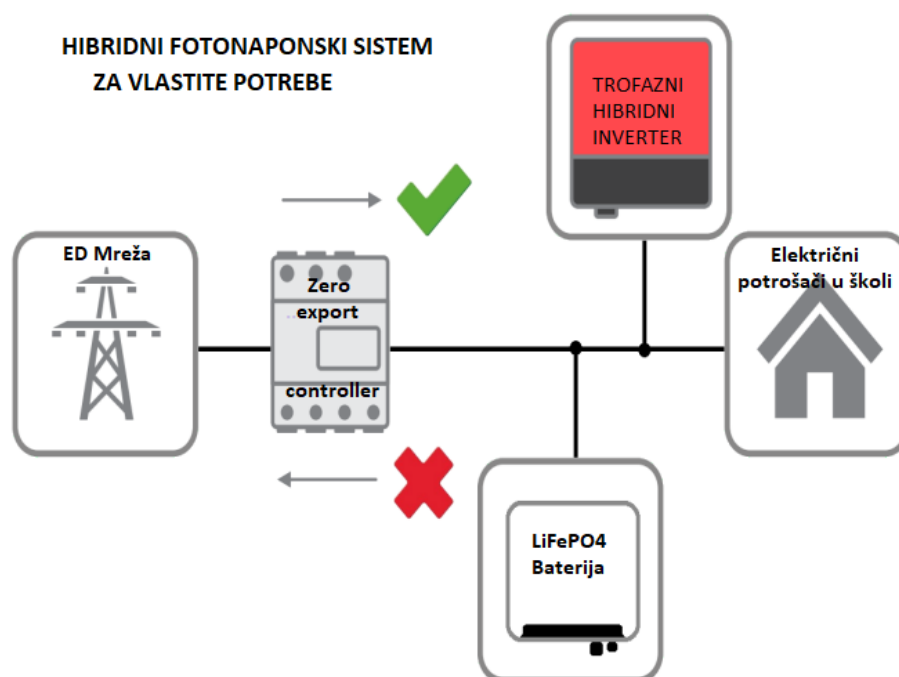 HIBRIDNI FOTONAPONSKI SISTEM
ZA VLASTITE POTREBE
TROFAZNI
HIBRIDNI
INVERTER
ED Mreža
Zero
export
controller
Električni
potrošači u školi
LiFePO4
Baterija